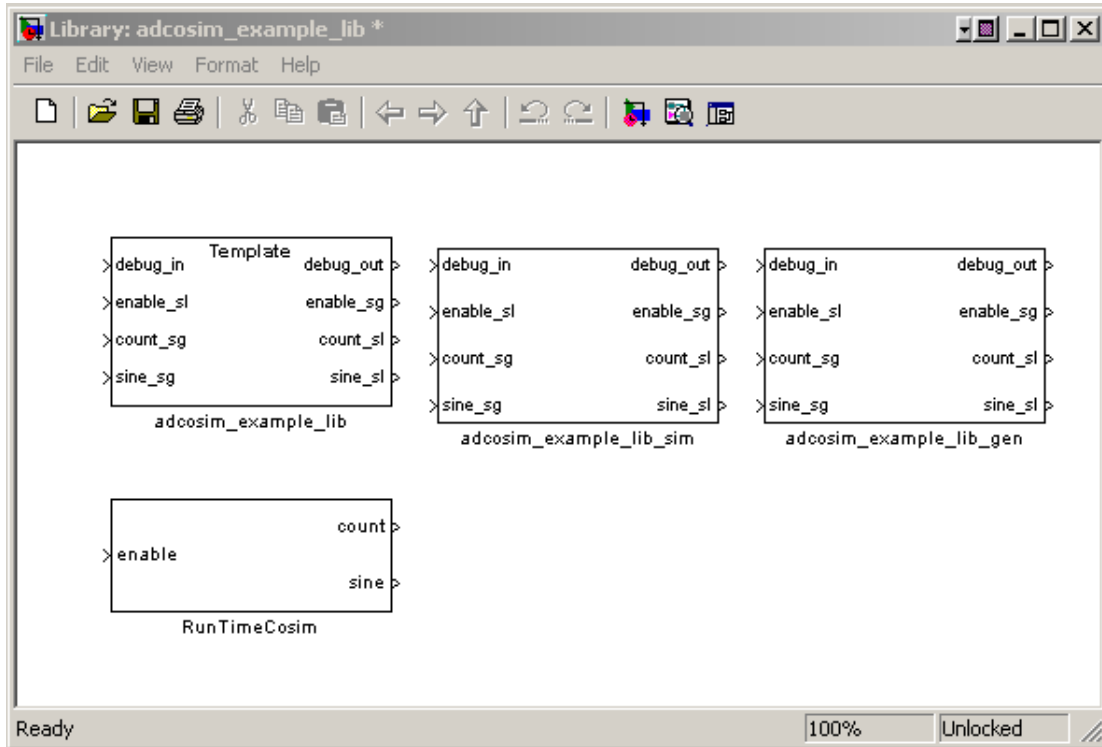 Library: adcosim_example_lib *
File Edit View Format Help
Template
debug_in debug_out
enable_sl enable_sg
count_sg count_sl
sine_sg sine_sl
adcosim_example_lib
debug_in debug_out
enable_sl enable_sg
count_sg count_sl
sine_sg sine_sl
adcosim_example_lib_sim
debug_in debug_out
enable_sl enable_sg
count_sg count_sl
sine_sg sine_sl
adcosim_example_lib_gen
count
enable
sine
RunTimeCosim
Ready 100% Unlocked